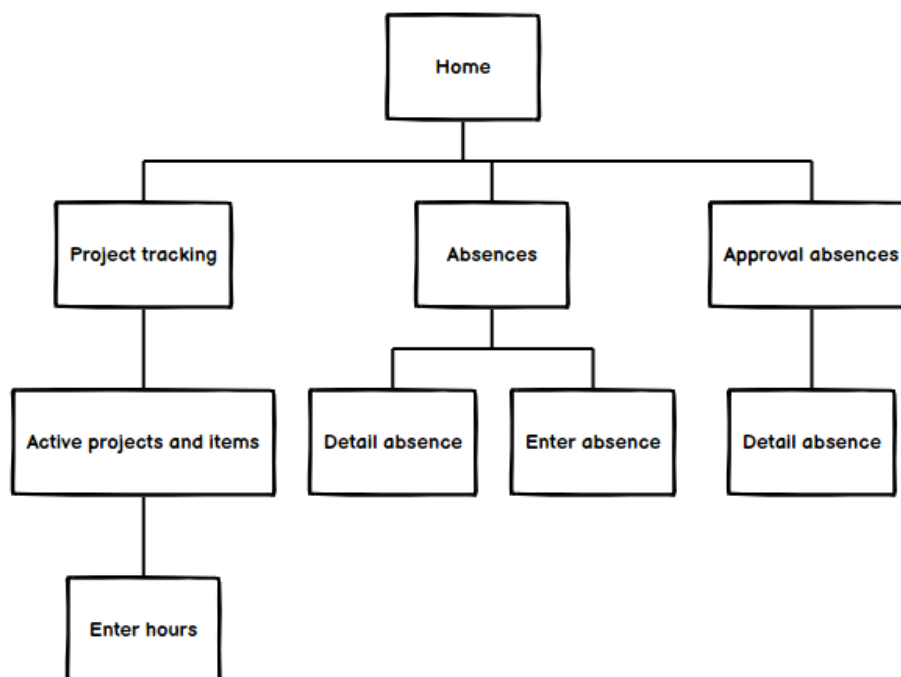 Home
Project tracking
Absences
Approval absences
Active projects and items
Detail absence
Enter absence
Detail absence
Enter hours